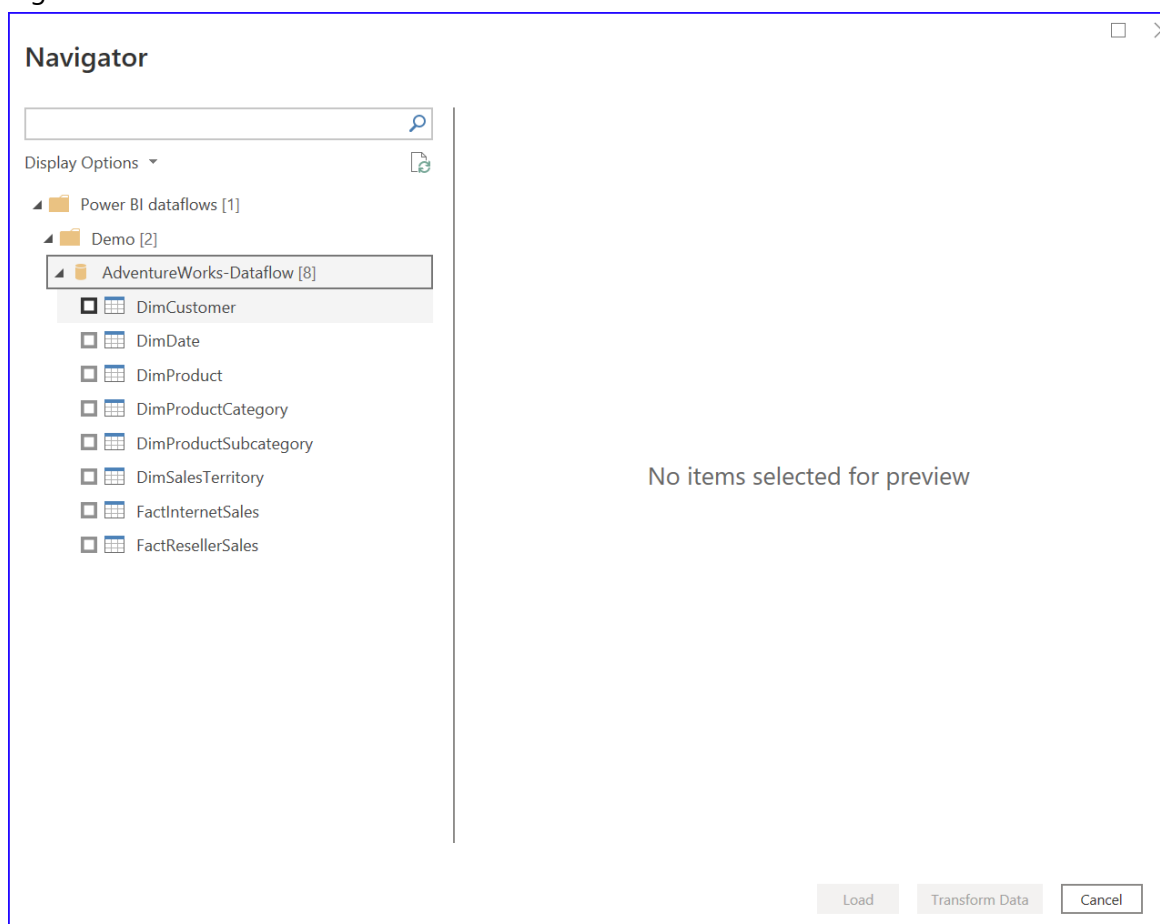 Navigator
Display Options
Power BI dataflows [1]
Demo [2]
AdventureWorks-Dataflow [8]
DimCustomer
DimDate
DimProduct
DimProductCategory
DimProductSubcategory
DimSalesTerritory
FactInternetSales
FactResellerSales
No items selected for preview
Load Transform Data Cancel